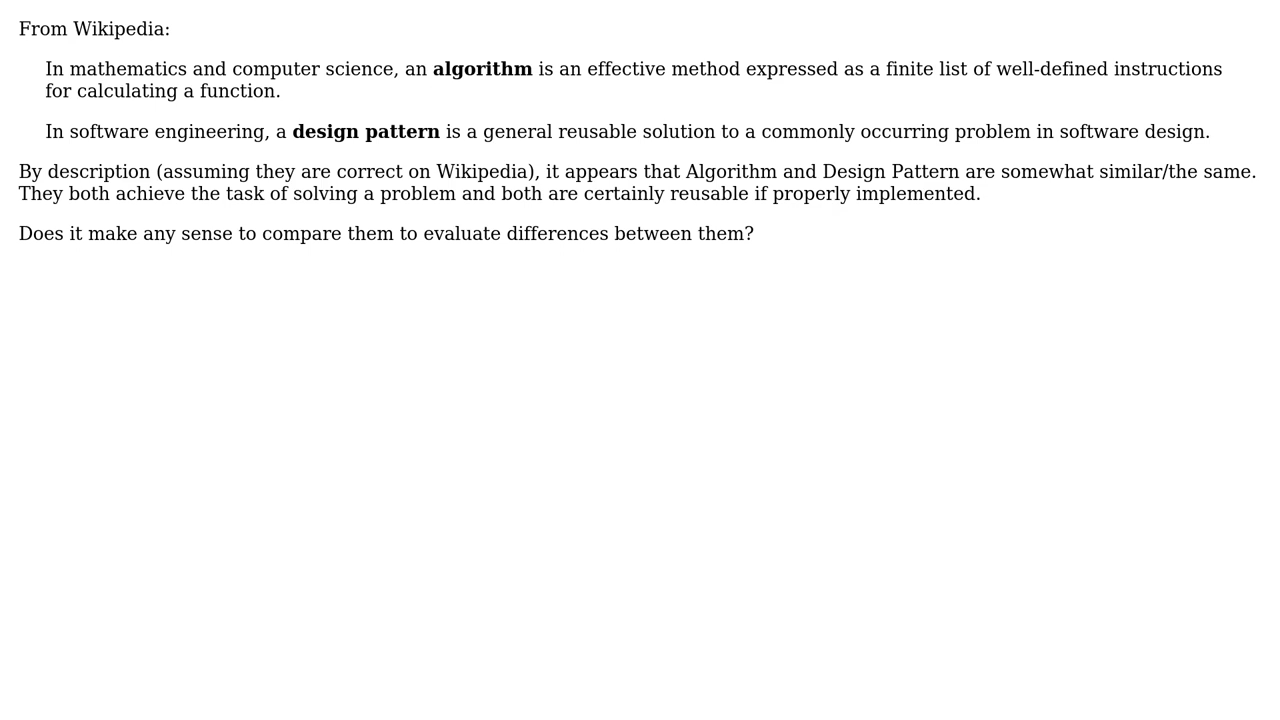 From Wikipedia:
In mathematics and computer science, an algorithm is an effective method expressed as a finite list of well-defined instructions
for calculating a function.
In software engineering, a design pattern is a general reusable solution to a commonly occurring problem in software design.
By description (assuming they are correct on Wikipedia), it appears that Algorithm and Design Pattern are somewhat similar/the same.
They both achieve the task of solving a problem and both are certainly reusable if properly implemented.
Does it make any sense to compare them to evaluate differences between them?